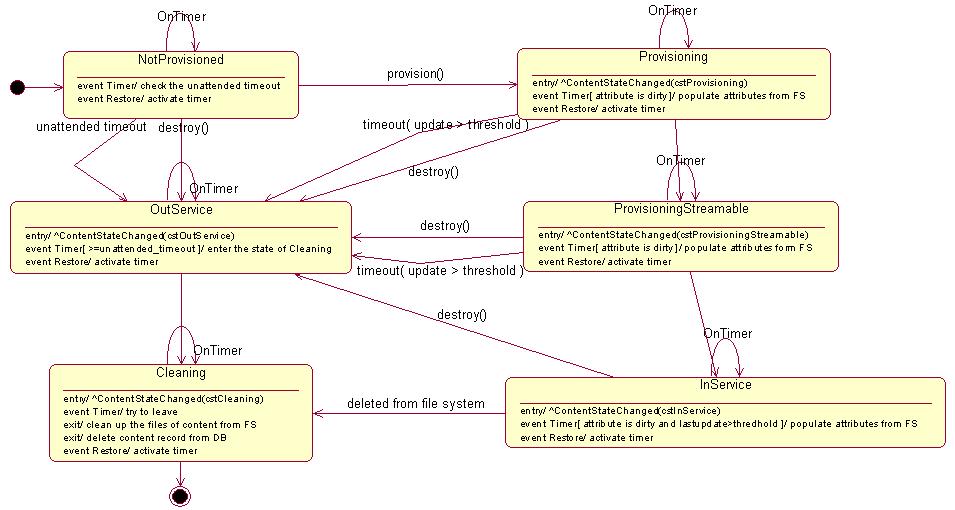 OnTimer
NotProvisioned
event Timer/ check the unattended timeout
event Restore/ activate timer
provision()
OnTimer
Provisioning
entry/ ^ContentStateChanged(cstProvisioning)
event Timer[ attribute is dirty ]/ populate attributes from FS
event Restore/ activate timer
unattended timeout
destroy()
timeout( update > threshold )
destroy()
OnTimer
OutService
entry/ ^ContentStateChanged(cstOutService)
event Timer[ >=unattended_timeout ]/ enter the state of Cleaning
event Restore/ activate timer
destroy()
timeout( update > threshold )
OnTimer
ProvisioningStreamable
entry/ ^ContentStateChanged(cstProvisioningStreamable)
event Timer[ attribute is dirty ]/ populate attributes form FS
event Restore/ activate timer
destroy()
OnTimer
Cleaning
entry/ ^ContentStateChanged(cstCleaning)
event Timer/ try to leave
exit/ clean up the files of content from FS
exit/ delete content record from DB
event Restore/ activate timer
deleted from file system
OnTimer
InService
entry/ ^ContentStateChanged(cstInService)
event Timer[ attribute is dirty and lastupdate>thredhold ]/ populate attributes from FS
event Restore/ activate timer